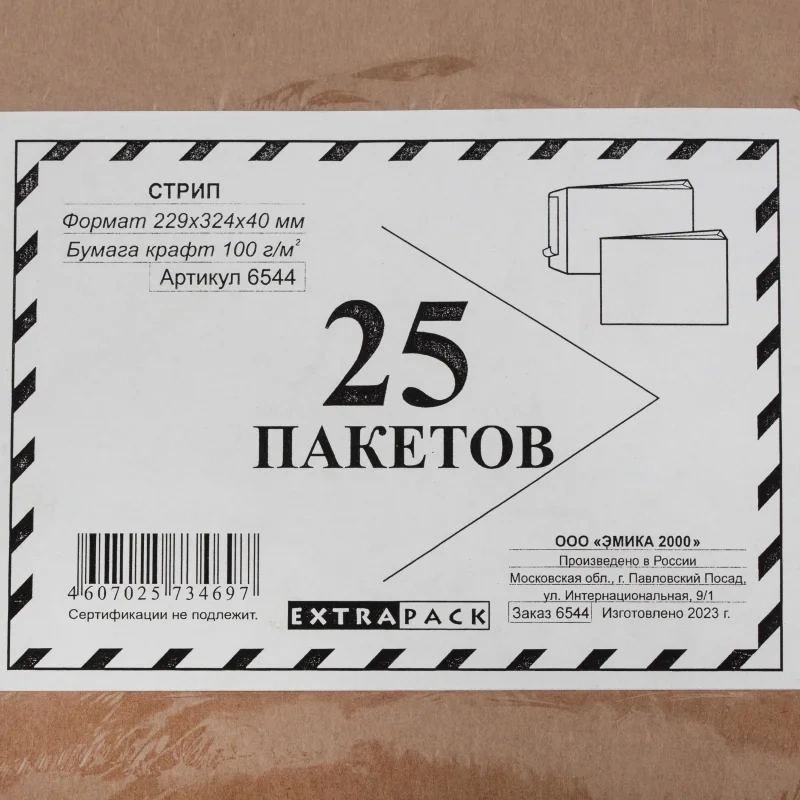 СТРИП
Формат 229х324х40 мм
Бумага крафт 100 г/м²
Артикул 6544
25
ПАКЕТОВ
4 607025 734697
Сертификации не подлежит.
EXTRAPACK
ООО «ЭМИКА 2000»
Произведено в России
Московская обл., г. Павловский Посад,
ул. Интернациональная, 9/1
Заказ 6544 Изготовлено 2023 г.